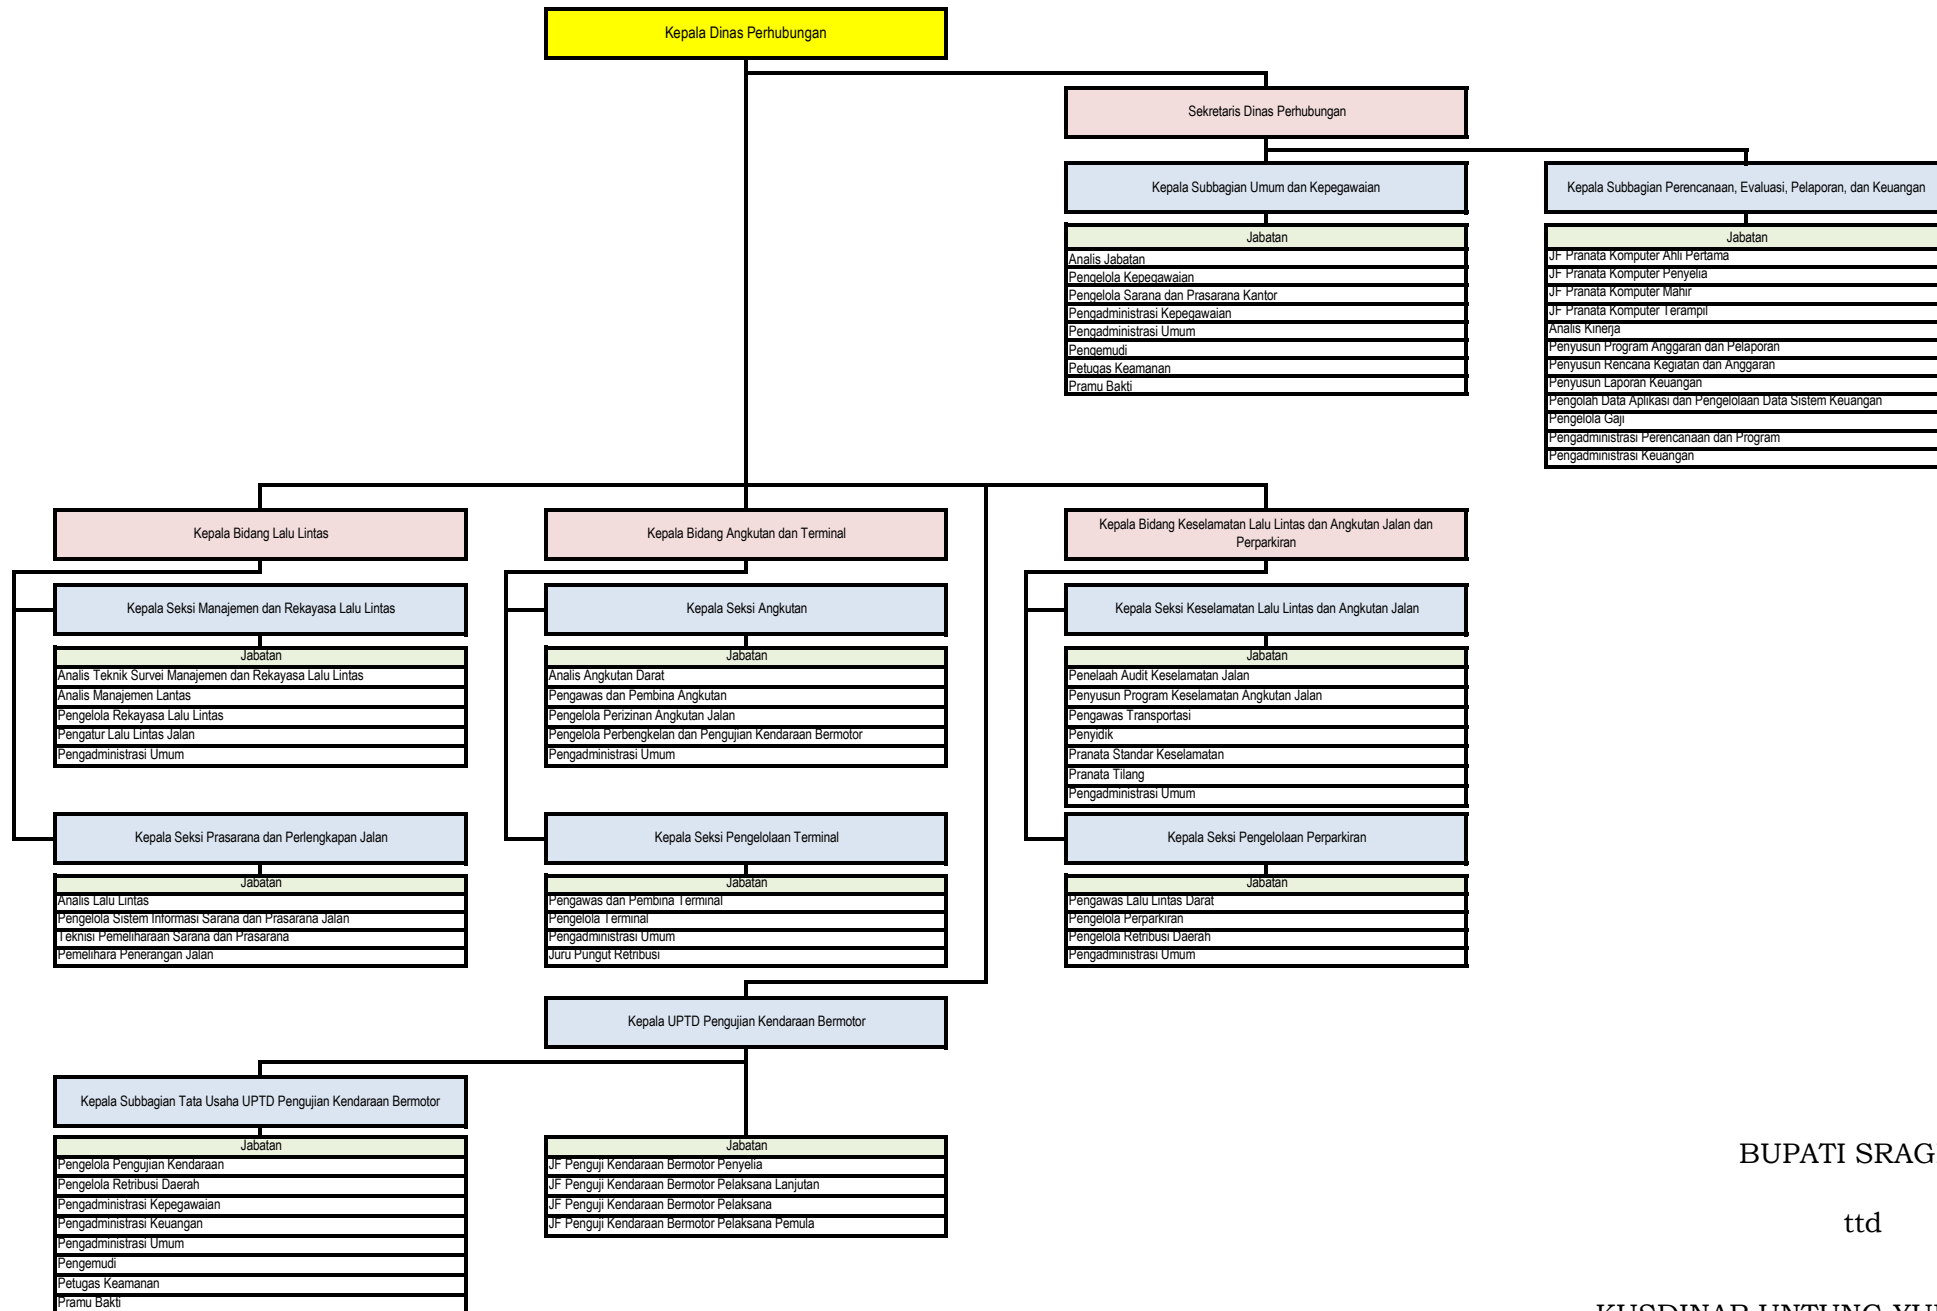 Kepala Dinas Perhubungan
Sekretaris Dinas Perhubungan
Kepala Subbagian Umum dan Kepegawaian
Jabatan
Analis Jabatan
Pengelola Kepegawaian
Pengelola Sarana dan Prasarana Kantor
Pengadministrasi Kepegawaian
Pengadministrasi Umum
Pengemudi
Petugas Keamanan
Pramu Bakti
Kepala Subbagian Perencanaan, Evaluasi, Pelaporan, dan Keuangan
Jabatan
JF Pranata Komputer Ahli Pertama
JF Pranata Komputer Penyelia
JF Pranata Komputer Mahir
JF Pranata Komputer Terampil
Analis Kinerja
Penyusun Program Anggaran dan Pelaporan
Penyusun Rencana Kegiatan dan Anggaran
Penyusun Laporan Keuangan
Pengolah Data Aplikasi dan Pengelolaan Data Sistem Keuangan
Pengelola Gaji
Pengadministrasi Perencanaan dan Program
Pengadministrasi Keuangan
Kepala Bidang Lalu Lintas
Kepala Seksi Manajemen dan Rekayasa Lalu Lintas
Jabatan
Analis Teknik Survei Manajemen dan Rekayasa Lalu Lintas
Analis Manajemen Lantas
Pengelola Rekayasa Lalu Lintas
Pengatur Lalu Lintas Jalan
Pengadministrasi Umum
Kepala Seksi Prasarana dan Perlengkapan Jalan
Jabatan
Analis Lalu Lintas
Pengelola Sistem Informasi Sarana dan Prasarana Jalan
Teknisi Pemeliharaan Sarana dan Prasarana
Pemelihara Penerangan Jalan
Kepala Bidang Angkutan dan Terminal
Kepala Seksi Angkutan
Jabatan
Analis Angkutan Darat
Pengawas dan Pembina Angkutan
Pengelola Perizinan Angkutan Jalan
Pengelola Perbengkelan dan Pengujian Kendaraan Bermotor
Pengadministrasi Umum
Kepala Seksi Pengelolaan Terminal
Jabatan
Pengawas dan Pembina Terminal
Pengelola Terminal
Pengadministrasi Umum
Juru Pungut Retribusi
Kepala Bidang Keselamatan Lalu Lintas dan Angkutan Jalan dan
Perparkiran
Kepala Seksi Keselamatan Lalu Lintas dan Angkutan Jalan
Jabatan
Penelaah Audit Keselamatan Jalan
Penyusun Program Keselamatan Angkutan Jalan
Pengawas Transportasi
Penyidik
Pranata Standar Keselamatan
Pranata Tilang
Pengadministrasi Umum
Kepala Seksi Pengelolaan Perparkiran
Jabatan
Pengawas Lalu Lintas Darat
Pengelola Perparkiran
Pengelola Retribusi Daerah
Pengadministrasi Umum
Kepala UPTD Pengujian Kendaraan Bermotor
Kepala Subbagian Tata Usaha UPTD Pengujian Kendaraan Bermotor
Jabatan
Pengelola Pengujian Kendaraan
Pengelola Retribusi Daerah
Pengadministrasi Kepegawaian
Pengadministrasi Keuangan
Pengadministrasi Umum
Pengemudi
Petugas Keamanan
Pramu Bakti
Jabatan
JF Penguji Kendaraan Bermotor Penyelia
JF Penguji Kendaraan Bermotor Pelaksana Lanjutan
JF Penguji Kendaraan Bermotor Pelaksana
JF Penguji Kendaraan Bermotor Pelaksana Pemula
BUPATI SRAG
ttd
KUSDINAR UNTUNG